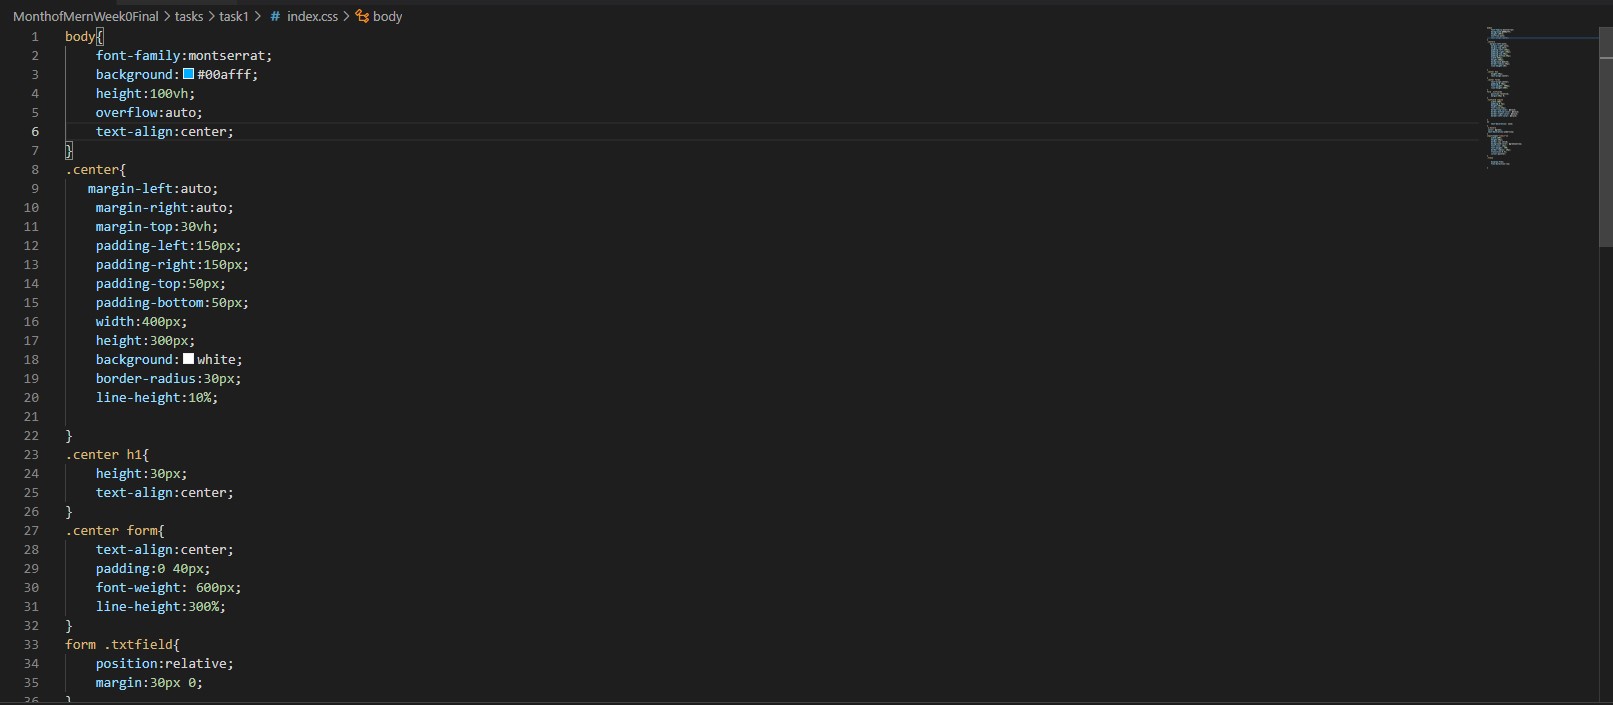 MonthofMernWeek0Final > tasks > task1 > # index.css > body
1 body{
2 font-family:montserrat;
3 background:#00afff;
4 height:100vh;
5 overflow:auto;
6 text-align:center;
7 }
8 .center{
9 margin-left:auto;
10 margin-right:auto;
11 margin-top:30vh;
12 padding-left:150px;
13 padding-right:150px;
14 padding-top:50px;
15 padding-bottom:50px;
16 width:400px;
17 height:300px;
18 background:white;
19 border-radius:30px;
20 line-height:10%;
21
22 }
23 .center h1{
24 height:30px;
25 text-align:center;
26 }
27 .center form{
28 text-align:center;
29 padding:0 40px;
30 font-weight: 600px;
31 line-height:300%;
32 }
33 form .txtfield{
34 position:relative;
35 margin:30px 0;
36 }